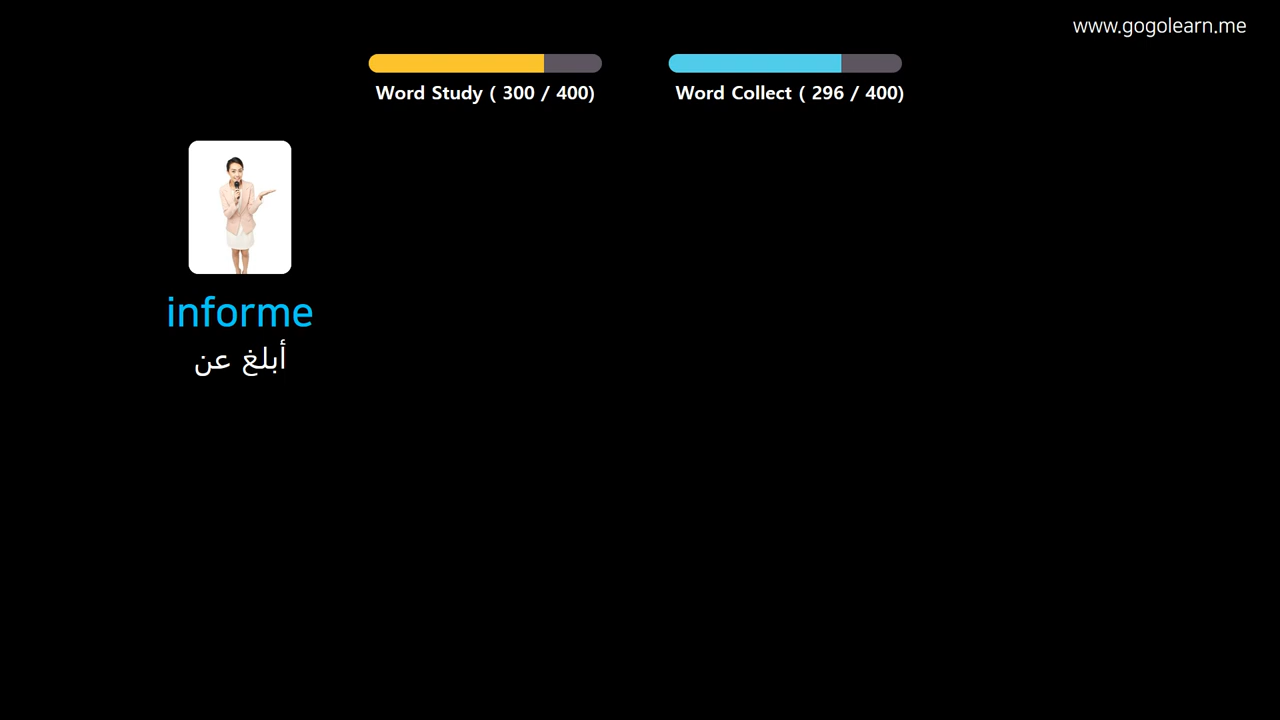 www.gogolearn.me
Word Study ( 300 / 400)
Word Collect ( 296 / 400)
informe
أبلغ عن